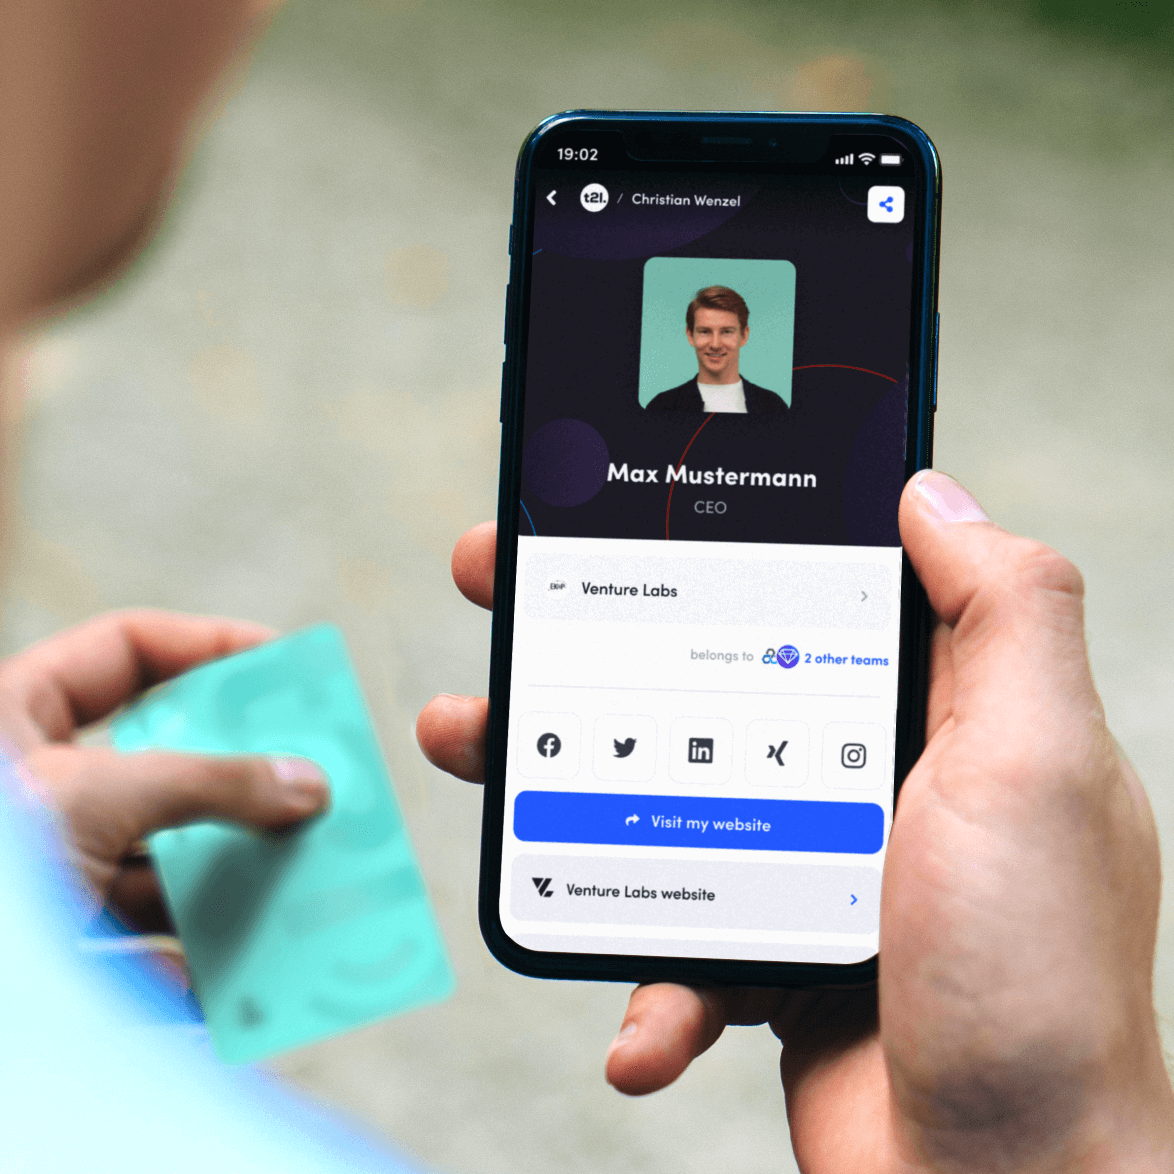 19:02
t2l. / Christian Wenzel
Max Mustermann
CEO
Venture Labs
belongs to 2 other teams
Visit my website
Venture Labs website